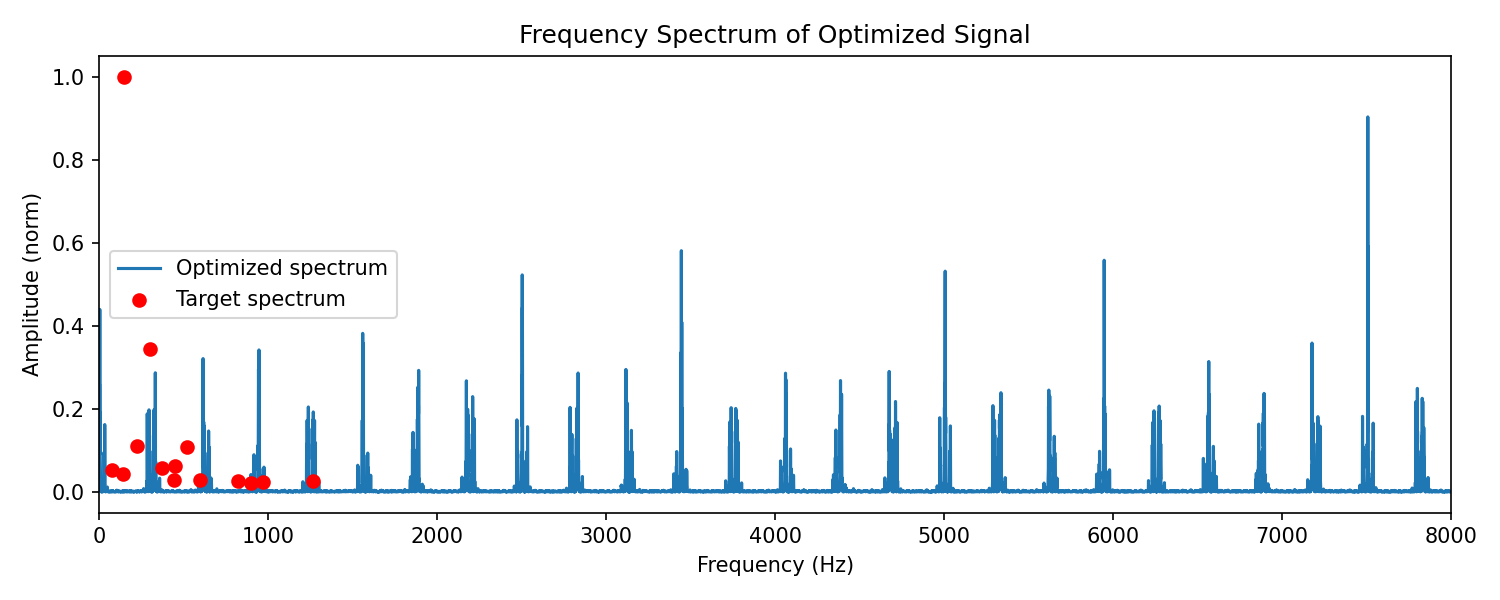 Frequency Spectrum of Optimized Signal
1.0
0.8
0.6
0.4
0.2
0.0
Amplitude (norm)
Optimized spectrum
Target spectrum
0 1000 2000 3000 4000 5000 6000 7000 8000
Frequency (Hz)